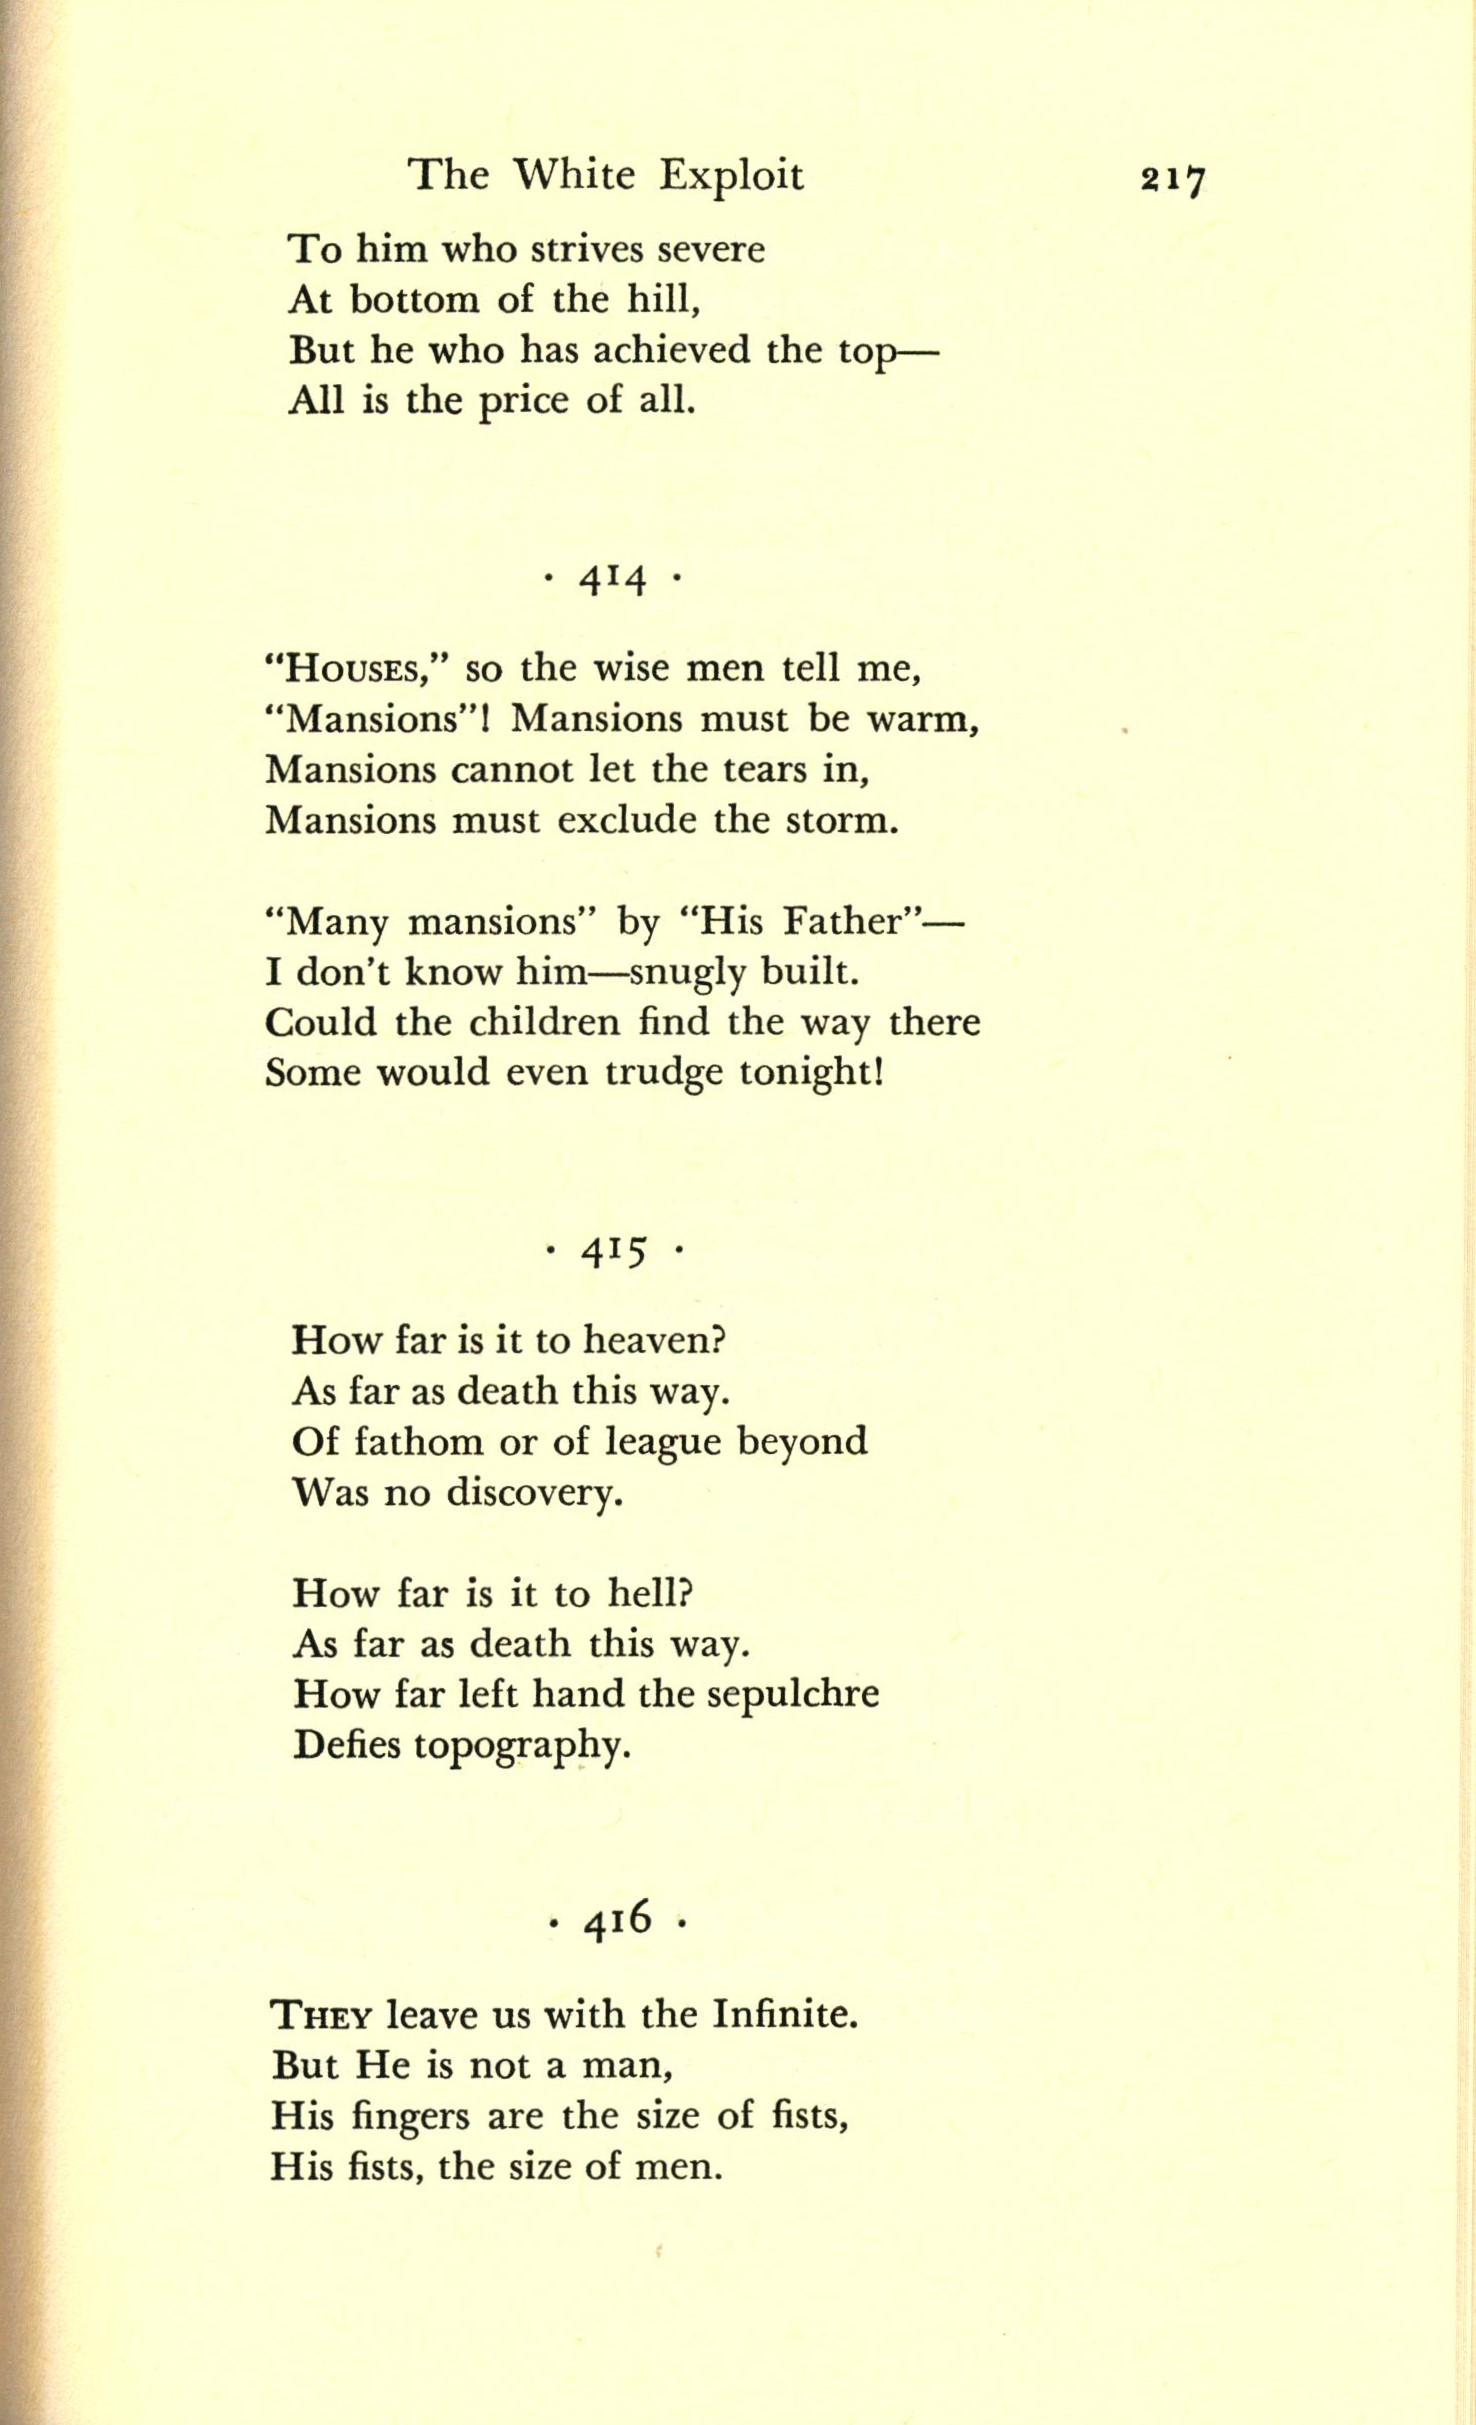 The White Exploit 217
To him who strives severe
At bottom of the hill,
But he who has achieved the top—
All is the price of all.
· 414 ·
“HOUSES,” so the wise men tell me,
“Mansions”! Mansions must be warm,
Mansions cannot let the tears in,
Mansions must exclude the storm.
“Many mansions” by “His Father”—
I don't know him—snugly built.
Could the children find the way there
Some would even trudge tonight!
· 415 ·
How far is it to heaven?
As far as death this way.
Of fathom or of league beyond
Was no discovery.
How far is it to hell?
As far as death this way.
How far left hand the sepulchre
Defies topography.
· 416 ·
THEY leave us with the Infinite.
But He is not a man,
His fingers are the size of fists,
His fists, the size of men.